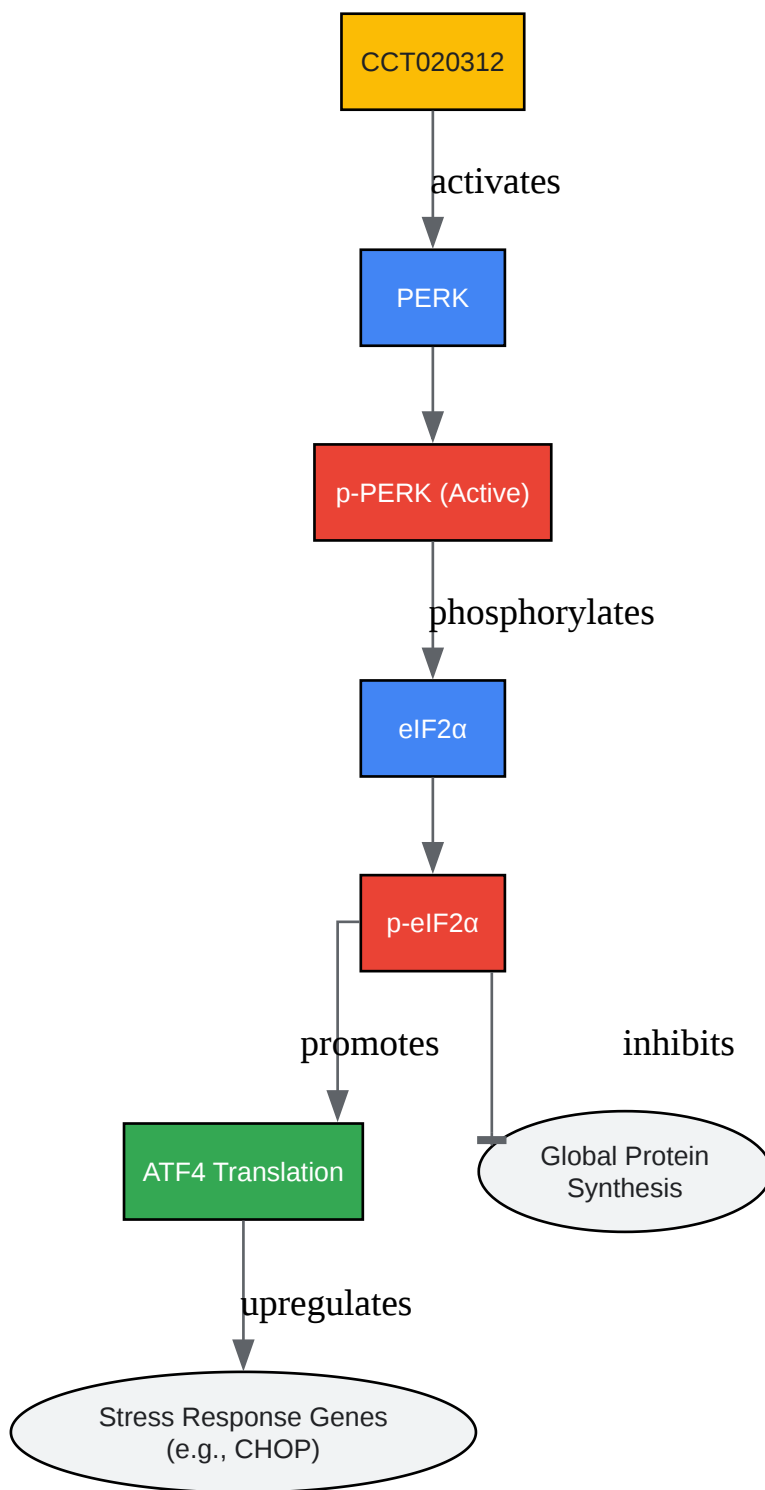 CCT020312
activates
PERK
p-PERK (Active)
phosphorylates
eIF2α
p-eIF2α
promotes
inhibits
ATF4 Translation
Global Protein
Synthesis
upregulates
Stress Response Genes
(e.g., CHOP)